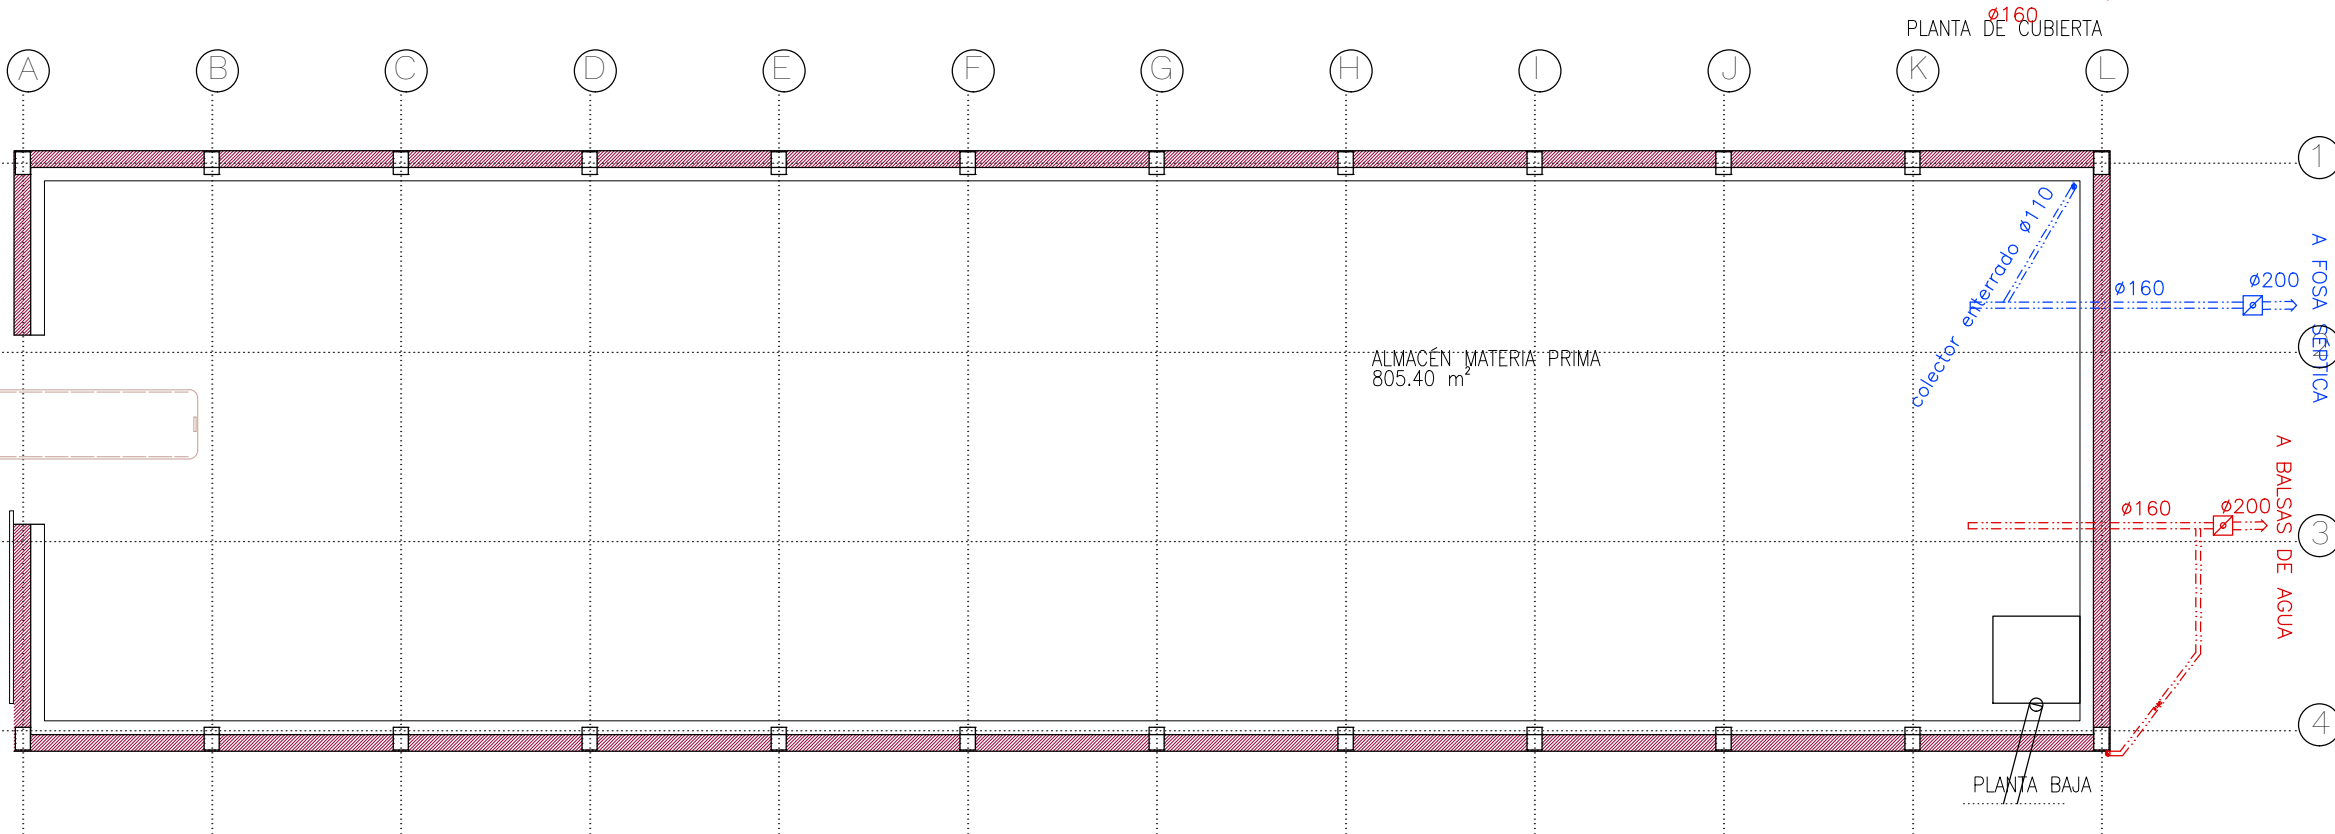 ø160
PLANTA DE CUBIERTA
A B C D E F G H I J K L
1
colector enterrado ø110
ø160
ø200
A FOSA SÉPTICA
2
ALMACÉN MATERIA PRIMA
805.40 m²
ø160
ø200
A BALSAS DE AGUA
3
4
PLANTA BAJA